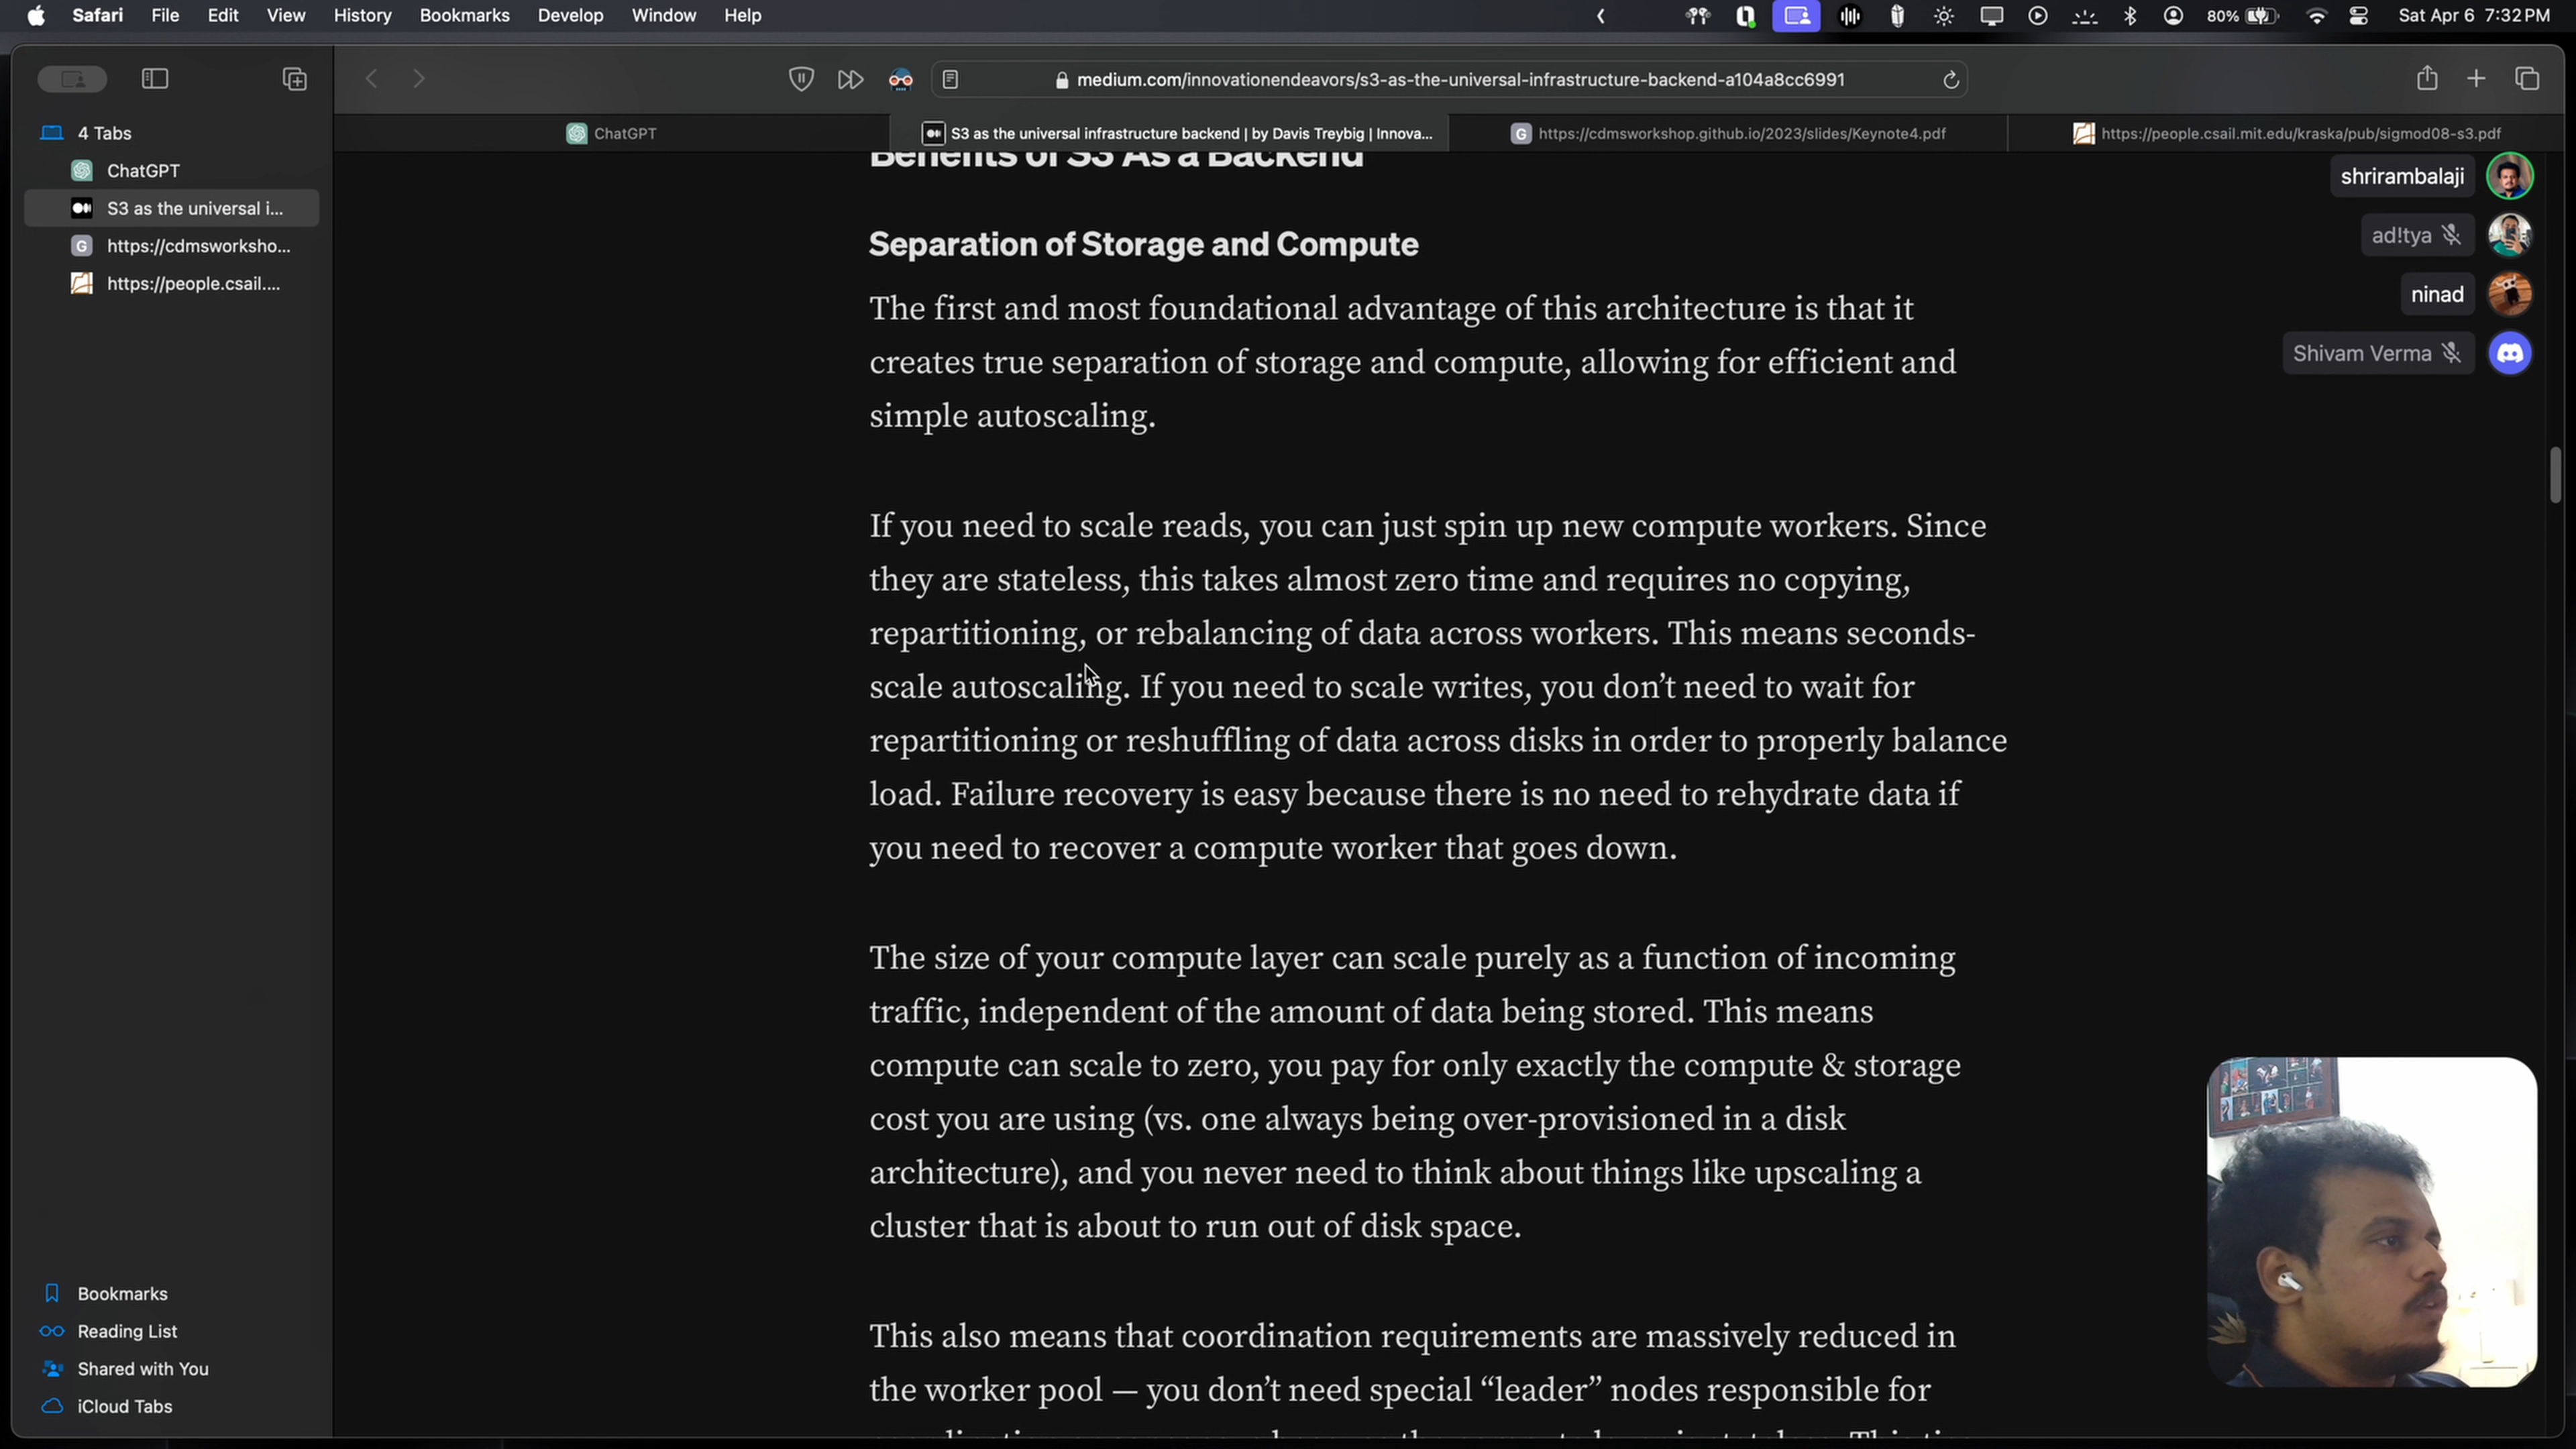 Safari File Edit View History Bookmarks Develop Window Help 80% Sat Apr 6 7:32 PM
medium.com/innovationendeavors/s3-as-the-universal-infrastructure-backend-a104a8cc6991
4 Tabs
ChatGPT
S3 as the universal i...
https://cdmsworksho...
https://people.csail....
ChatGPT
S3 as the universal infrastructure backend | by Davis Treybig | Innova...
https://cdmsworkshop.github.io/2023/slides/Keynote4.pdf
https://people.csail.mit.edu/kraska/pub/sigmod08-s3.pdf
Benefits of S3 As a Backend
Separation of Storage and Compute
The first and most foundational advantage of this architecture is that it
creates true separation of storage and compute, allowing for efficient and
simple autoscaling.
If you need to scale reads, you can just spin up new compute workers. Since
they are stateless, this takes almost zero time and requires no copying,
repartitioning, or rebalancing of data across workers. This means seconds-
scale autoscaling. If you need to scale writes, you don’t need to wait for
repartitioning or reshuffling of data across disks in order to properly balance
load. Failure recovery is easy because there is no need to rehydrate data if
you need to recover a compute worker that goes down.
The size of your compute layer can scale purely as a function of incoming
traffic, independent of the amount of data being stored. This means
compute can scale to zero, you pay for only exactly the compute & storage
cost you are using (vs. one always being over-provisioned in a disk
architecture), and you never need to think about things like upscaling a
cluster that is about to run out of disk space.
This also means that coordination requirements are massively reduced in
the worker pool — you don’t need special “leader” nodes responsible for
shrirambalaji
ad!tya
ninad
Shivam Verma
Bookmarks
Reading List
Shared with You
iCloud Tabs